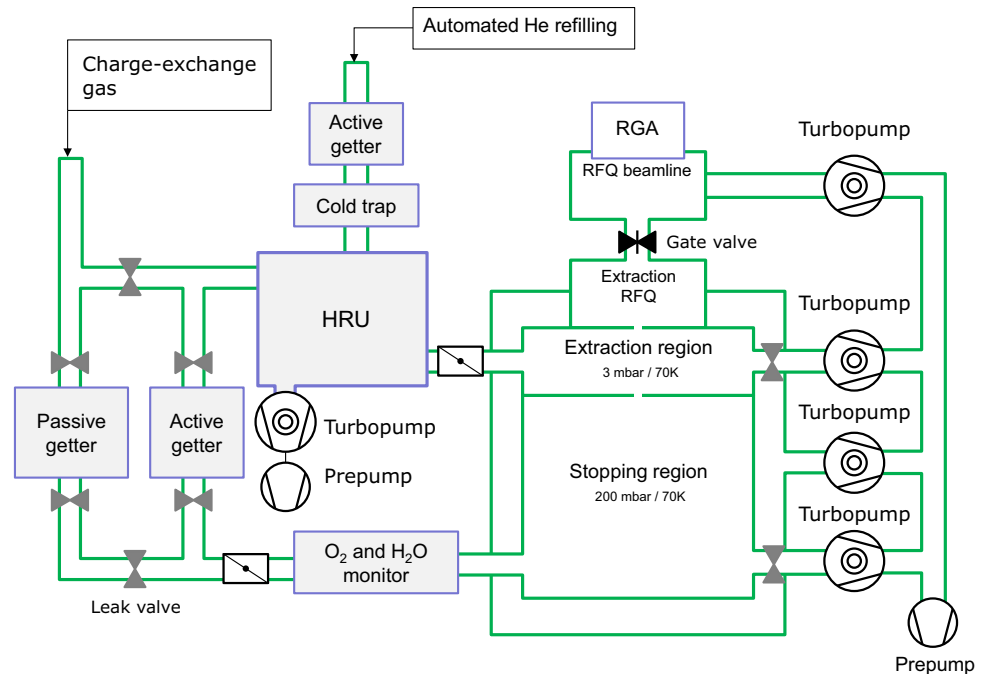 Automated He refilling
Charge-exchange
gas
Active
getter
Cold trap
RGA
RFQ beamline
Turbopump
Gate valve
Extraction
RFQ
Turbopump
HRU
Extraction region
3 mbar / 70K
Passive
getter
Active
getter
Turbopump
Prepump
Turbopump
Stopping region
200 mbar / 70K
Turbopump
O₂ and H₂O
monitor
Leak valve
Prepump